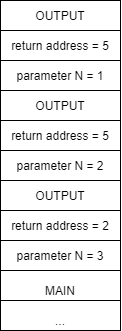 OUTPUT
return address = 5
parameter N = 1
OUTPUT
return address = 5
parameter N = 2
OUTPUT
return address = 2
parameter N = 3
MAIN
...